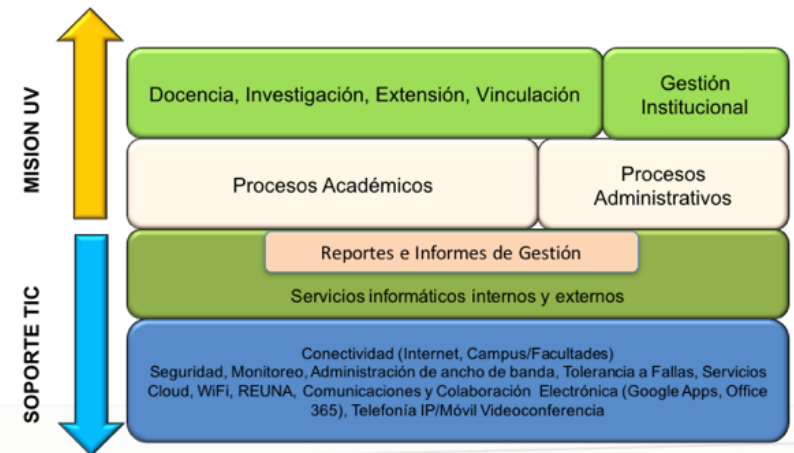 MISION UV
Docencia, Investigación, Extensión, Vinculación
Gestión
Institucional
Procesos Académicos
Procesos
Administrativos
SOPORTE TIC
Reportes e Informes de Gestión
Servicios informáticos internos y externos
Conectividad (Internet, Campus/Facultades)
Seguridad, Monitoreo, Administración de ancho de banda, Tolerancia a Fallas, Servicios
Cloud, WiFi, REUNA, Comunicaciones y Colaboración Electrónica (Google Apps, Office
365), Telefonía IP/Móvil Videoconferencia